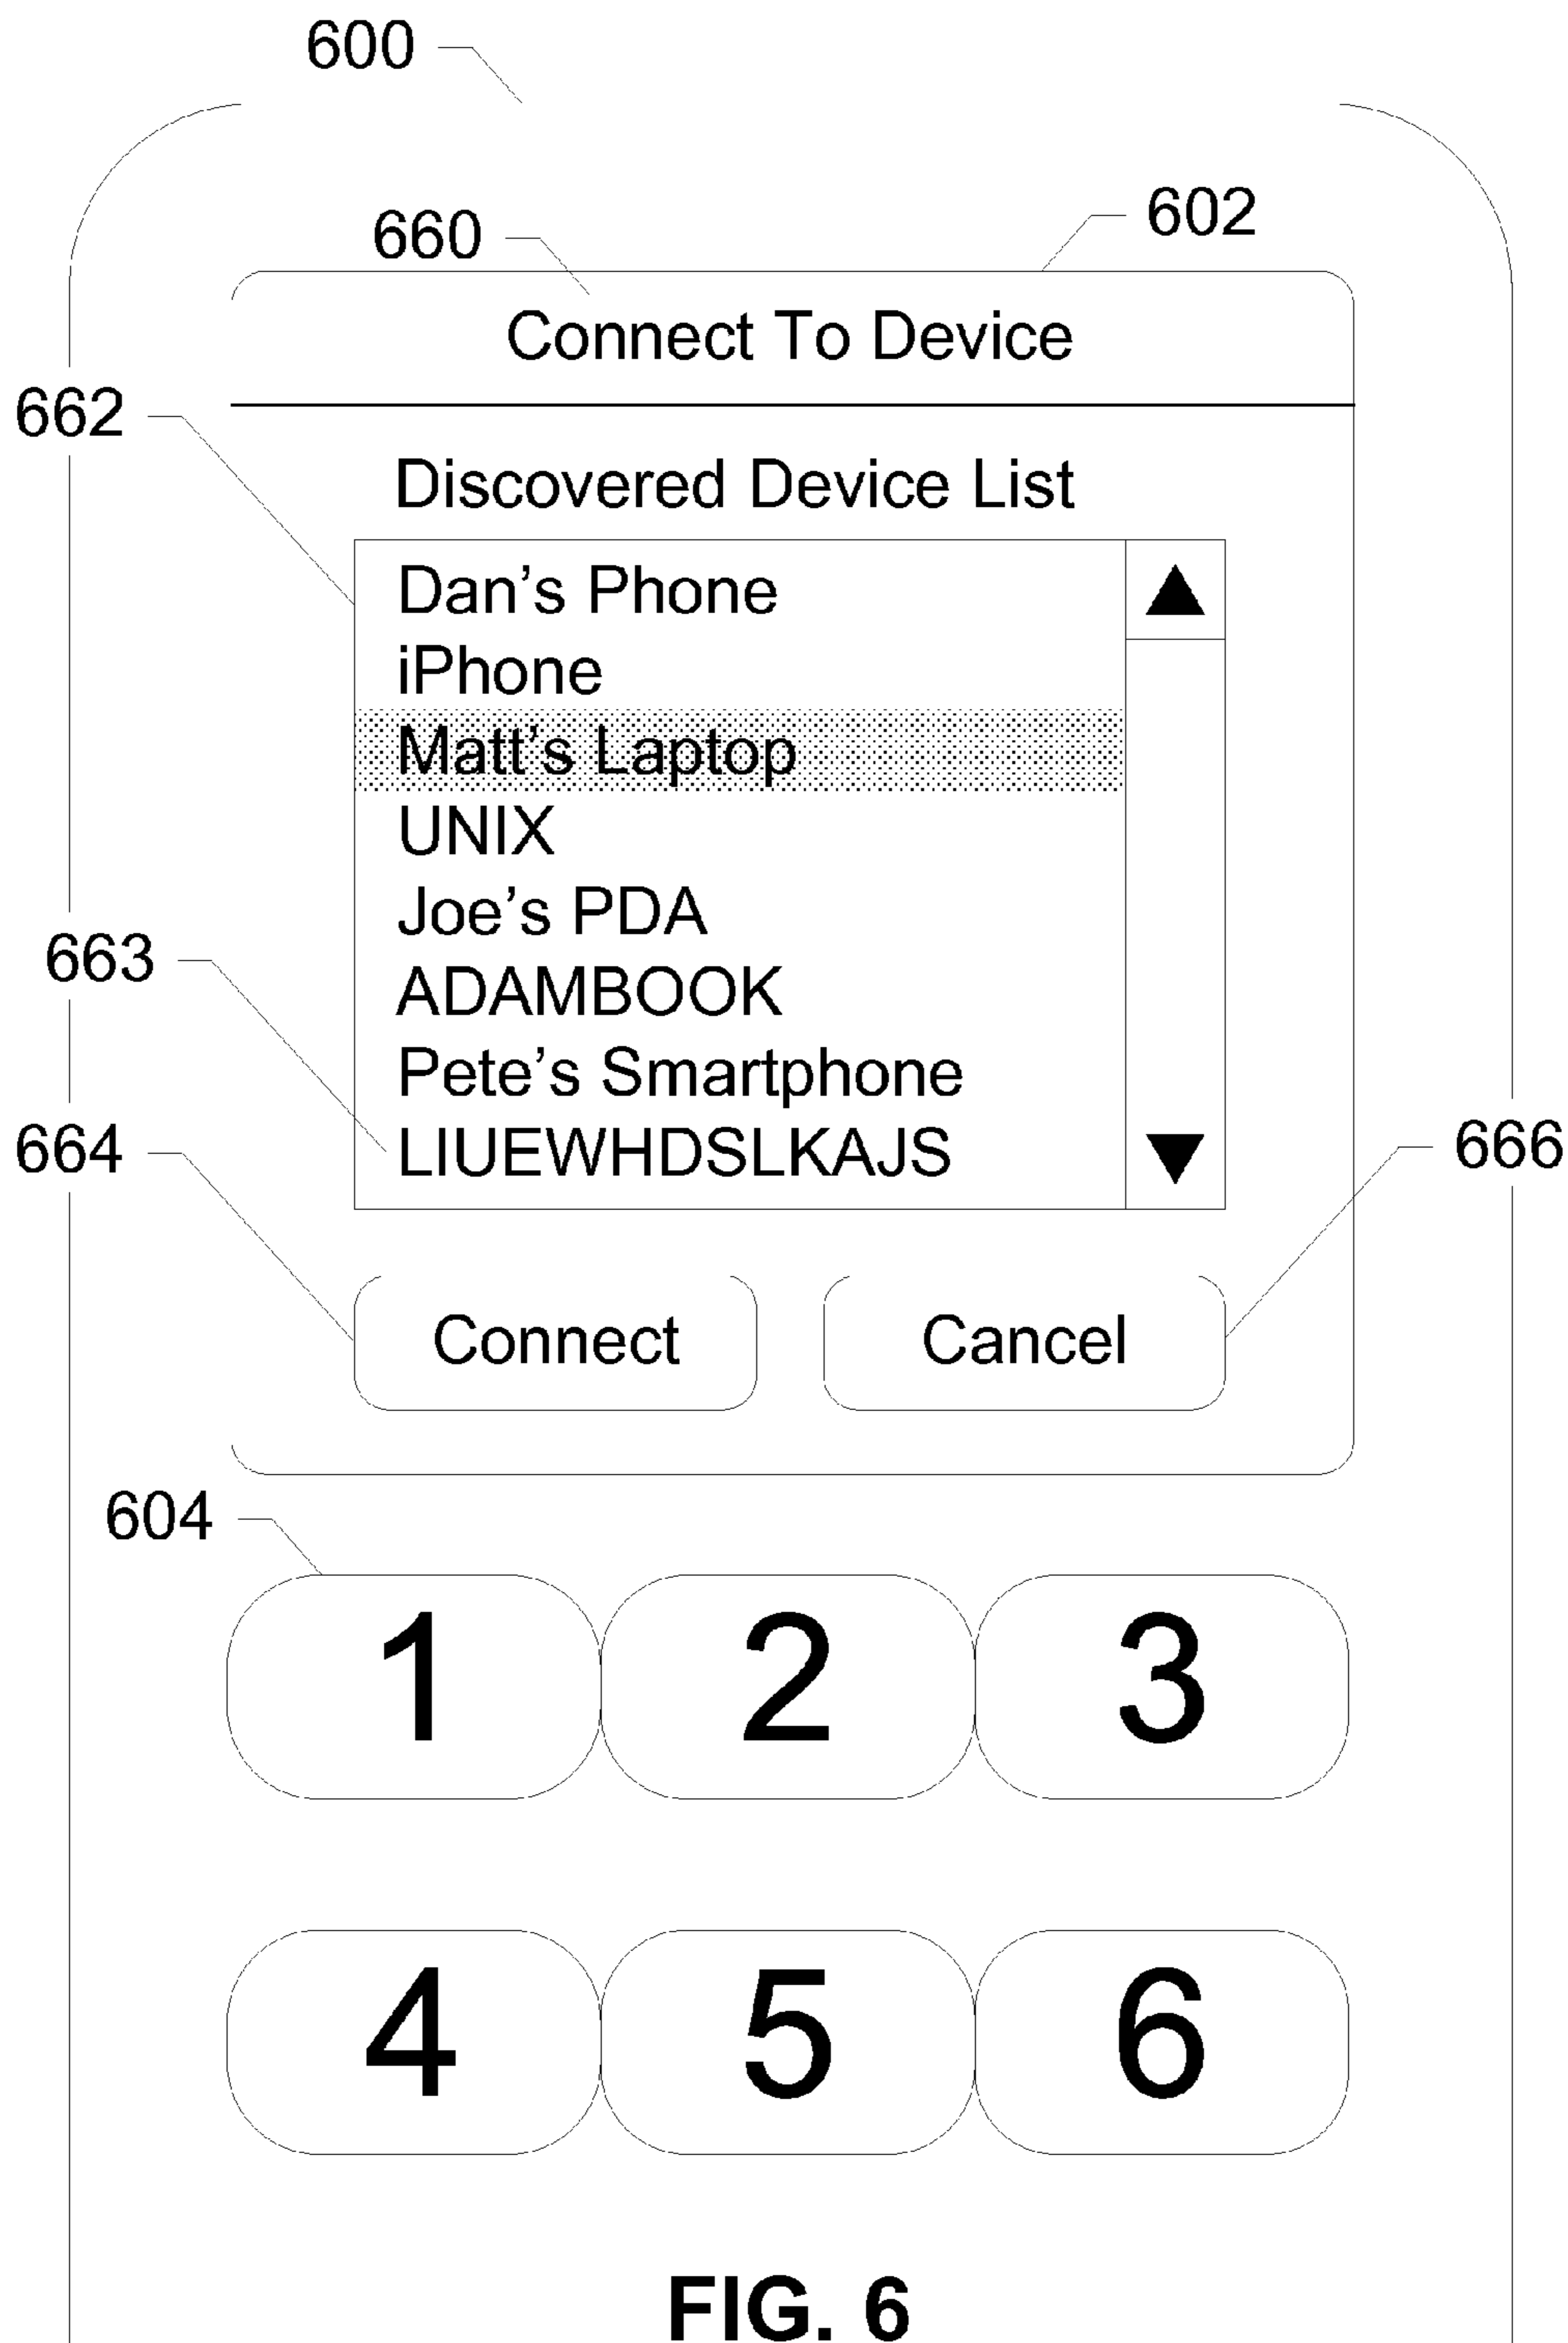 600
660
602
Connect To Device
662
Discovered Device List
Dan's Phone
iPhone
Matt's Laptop
UNIX
Joe's PDA
663
ADAMBOOK
Pete's Smartphone
664
LIUEWHDSLKAJS
666
Connect
Cancel
604
1 2 3
4 5 6
FIG. 6